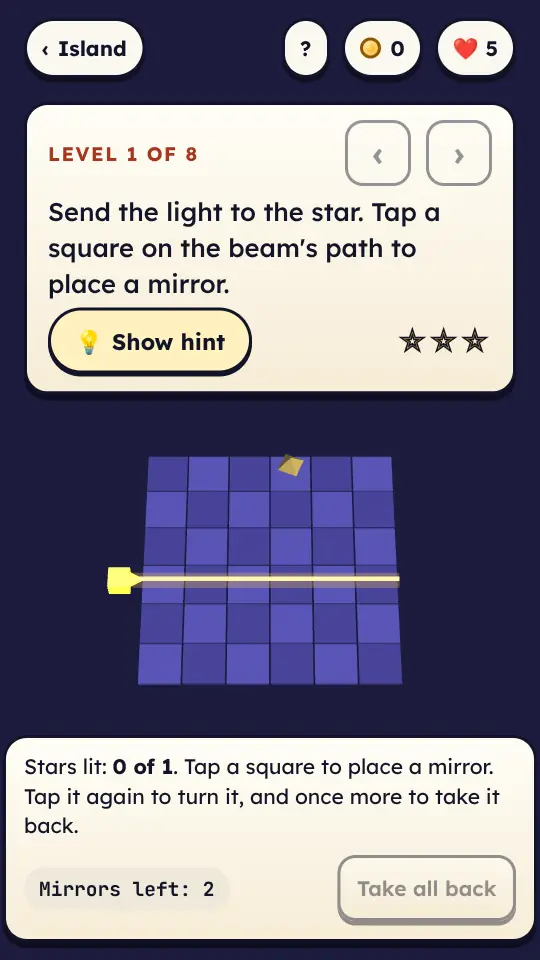 ‹ Island
?
0
5
LEVEL 1 OF 8
‹
›
Send the light to the star. Tap a
square on the beam's path to
place a mirror.
Show hint
Stars lit: 0 of 1. Tap a square to place a mirror.
Tap it again to turn it, and once more to take it
back.
Mirrors left: 2
Take all back